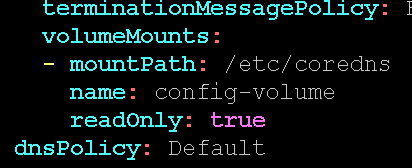 terminationMessagePolicy:
volumeMounts:
- mountPath: /etc/coredns
name: config-volume
readOnly: true
dnsPolicy: Default